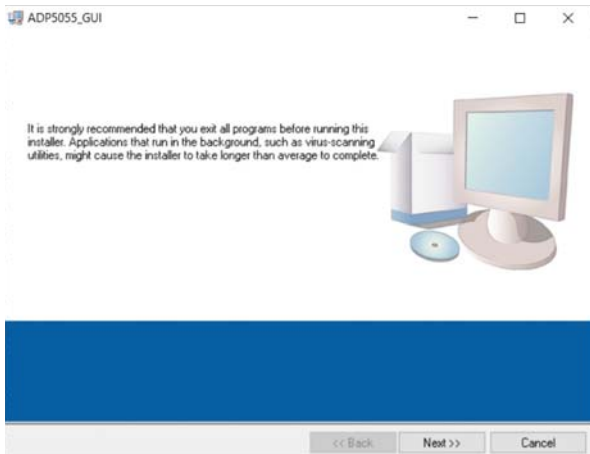 ADP5055_GUI
It is strongly recommended that you exit all programs before running this
installer. Applications that run in the background, such as virus-scanning
utilities, might cause the installer to take longer than average to complete.
<< Back
Next >>
Cancel